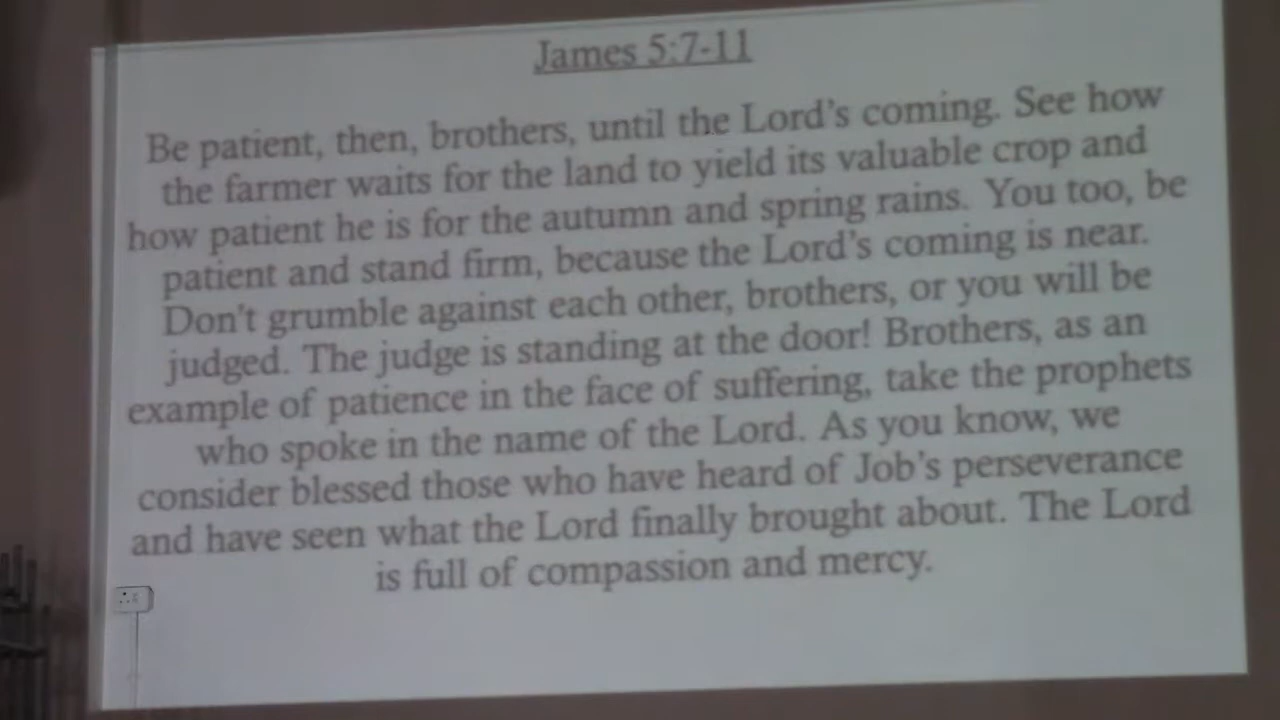 James 5:7-11
Be patient, then, brothers, until the Lord's coming. See how
the farmer waits for the land to yield its valuable crop and
how patient he is for the autumn and spring rains. You too, be
patient and stand firm, because the Lord's coming is near.
Don't grumble against each other, brothers, or you will be
judged. The judge is standing at the door! Brothers, as an
example of patience in the face of suffering, take the prophets
who spoke in the name of the Lord. As you know, we
consider blessed those who have heard of Job's perseverance
and have seen what the Lord finally brought about. The Lord
is full of compassion and mercy.